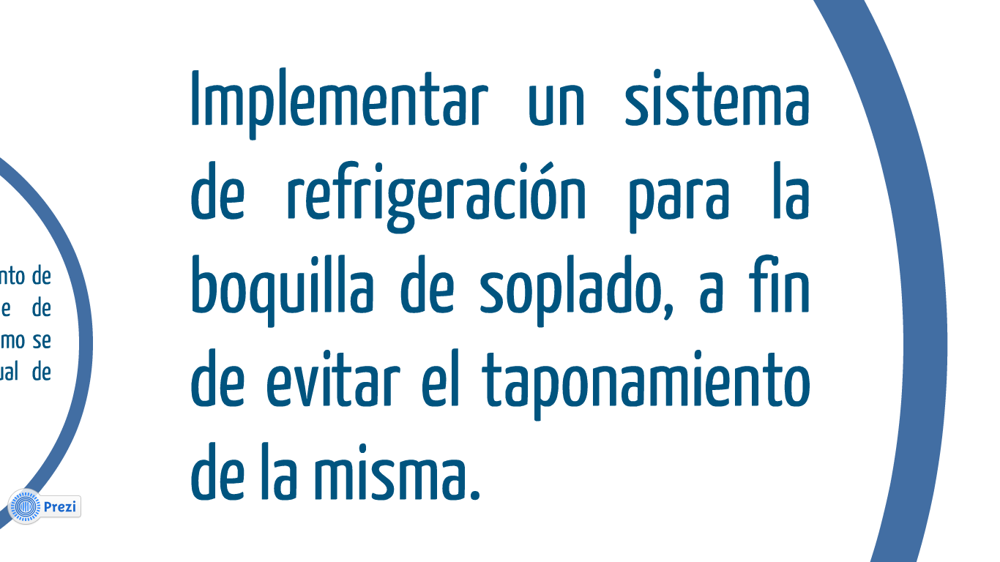 Implementar un sistema
de refrigeración para la
boquilla de soplado, a fin
de evitar el taponamiento
de la misma.
nto de
e de
mo se
ual de
Prezi